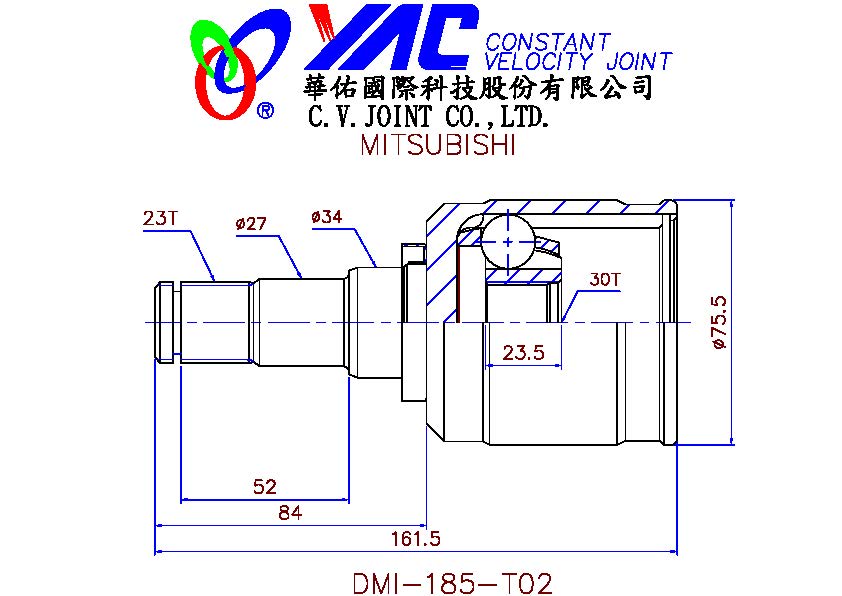 YAC CONSTANT
VELOCITY JOINT
®
華佑國際科技股份有限公司
C.V.JOINT CO.,LTD.
MITSUBISHI
23T
ø27
ø34
30T
ø75.5
23.5
52
84
161.5
DMI-185-T02